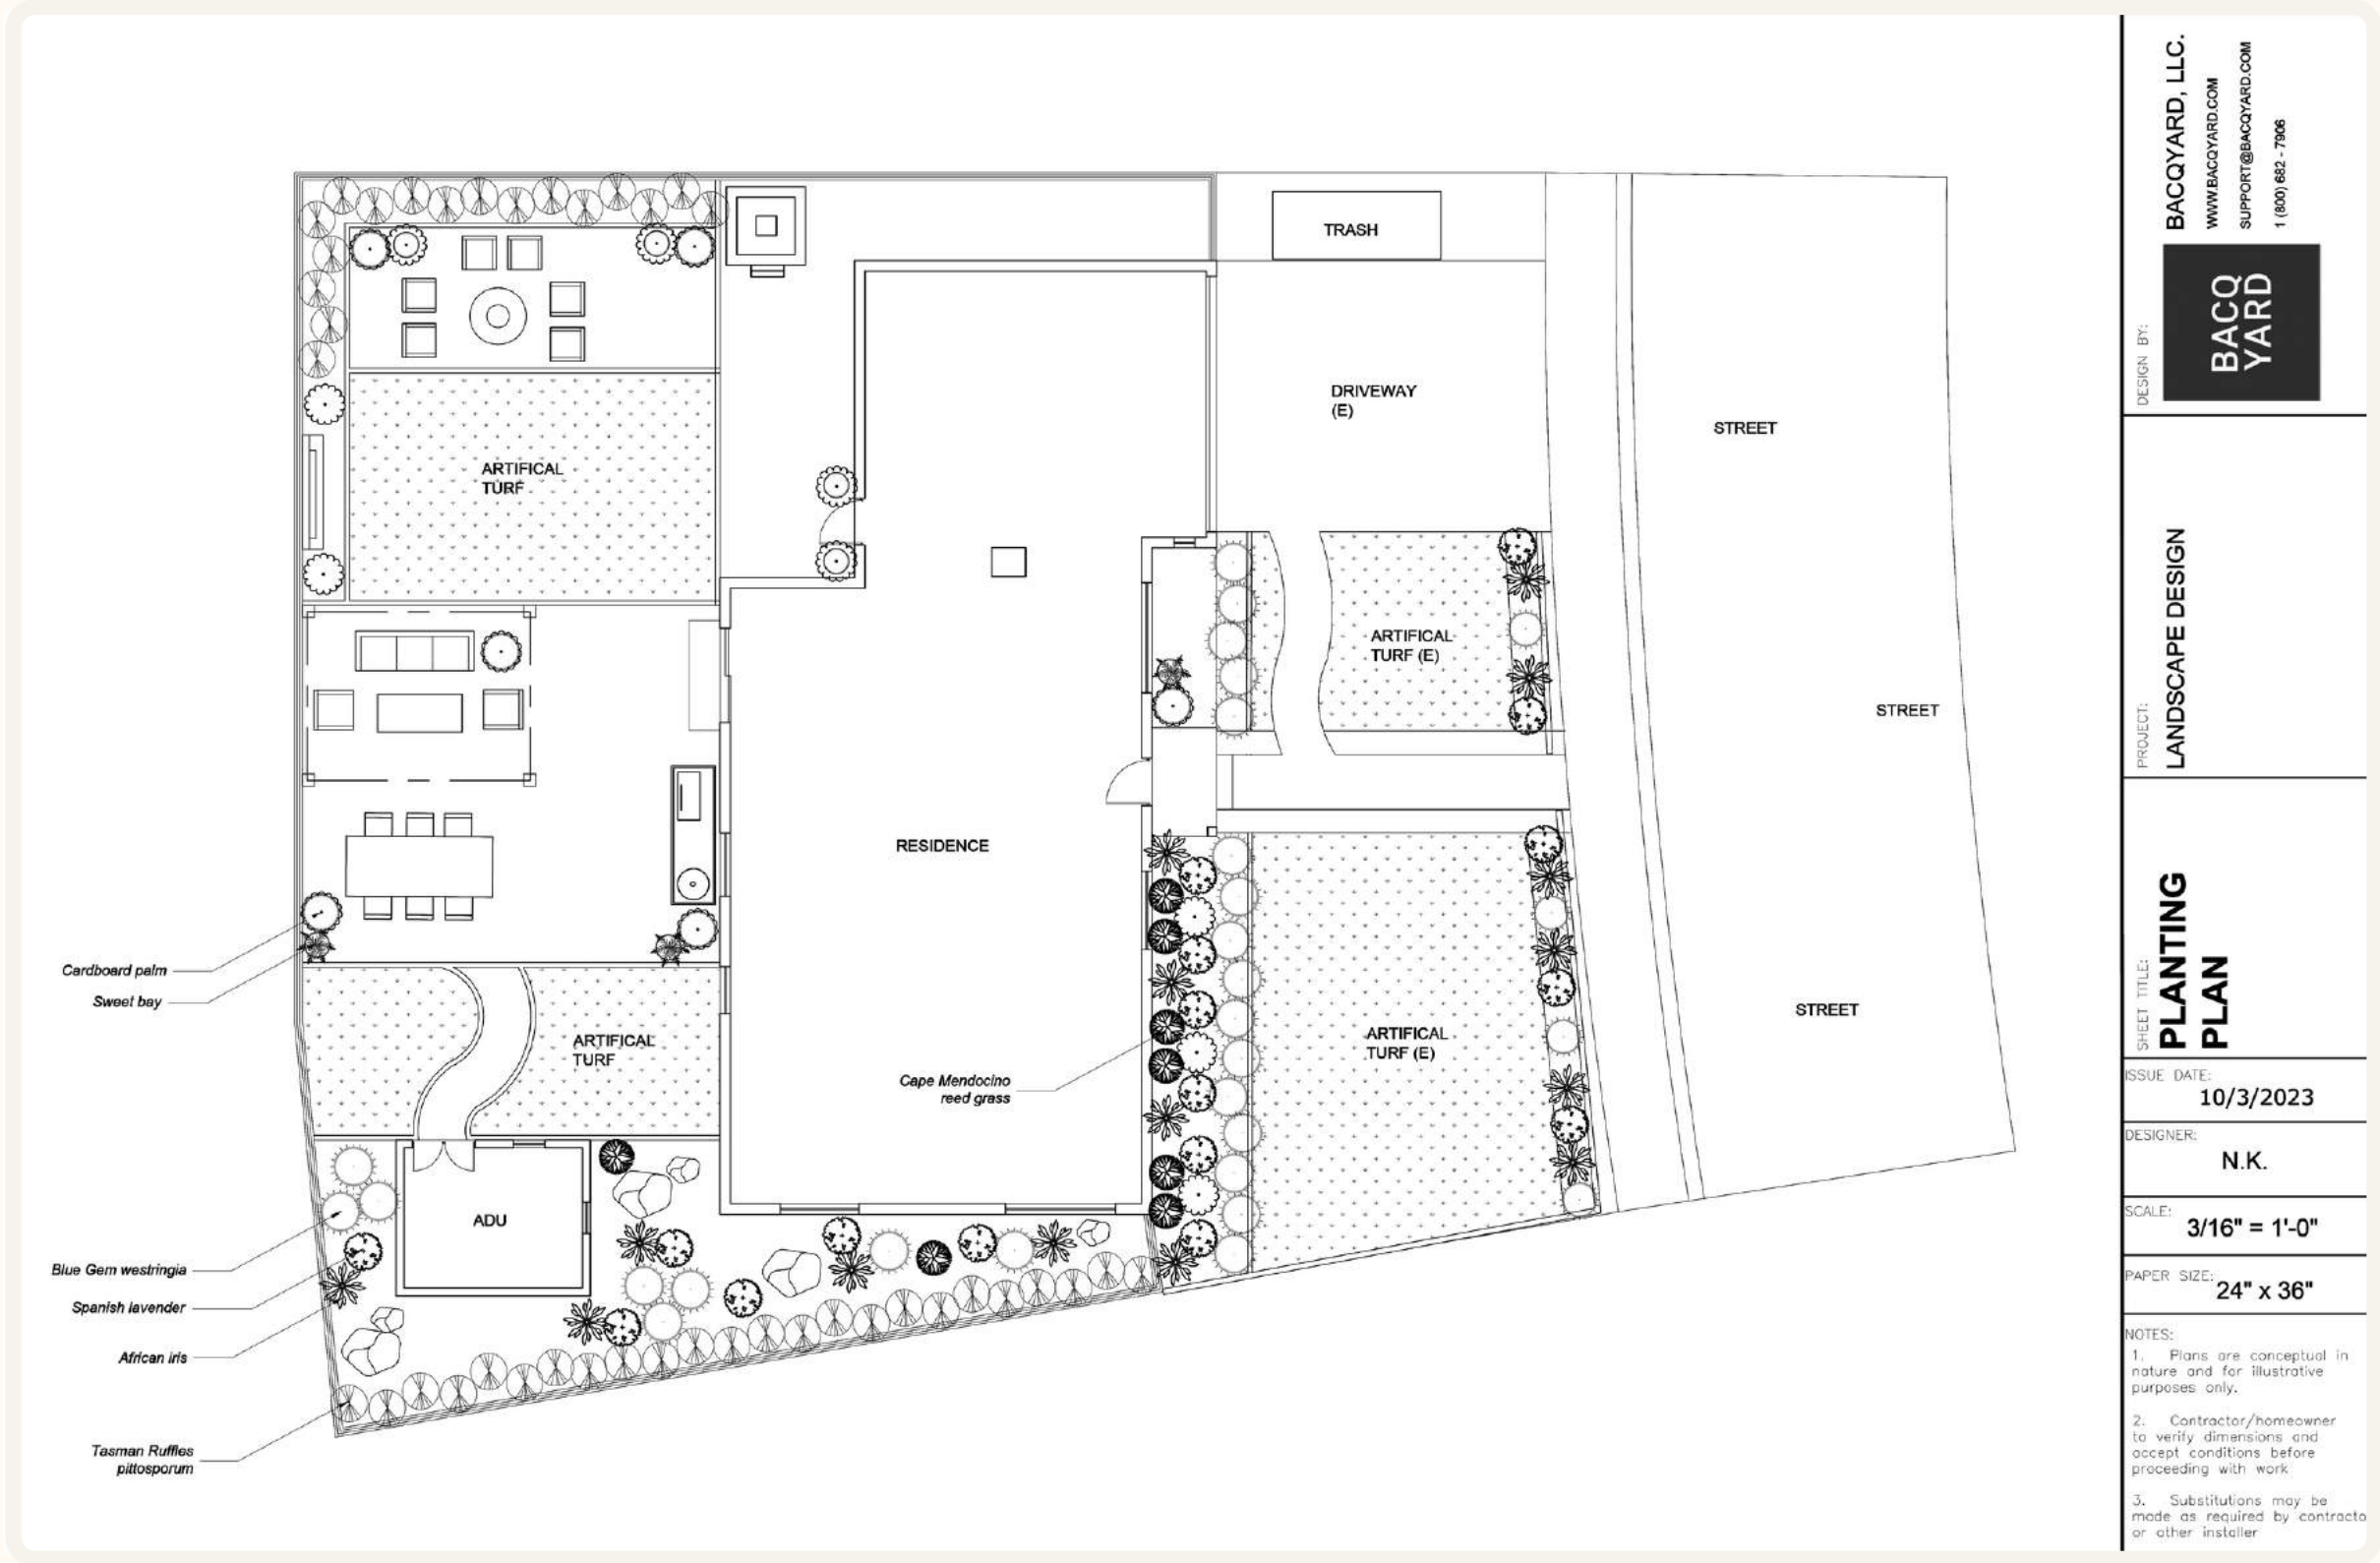 TRASH
DRIVEWAY
(E)
STREET
ARTIFICAL
TURF
ARTIFICAL
TURF (E)
STREET
RESIDENCE
Cardboard palm
Sweet bay
ARTIFICAL
TURF
Cape Mendocino
reed grass
ARTIFICAL
TURF (E)
STREET
ADU
Blue Gem westringia
Spanish lavender
African iris
Tasman Ruffles
pittosporum
DESIGN BY:
BACQYARD, LLC.
WWW.BACQYARD.COM
SUPPORT@BACQYARD.COM
1 (800) 682 - 7906
BACQ
YARD
PROJECT:
LANDSCAPE DESIGN
SHEET TITLE:
PLANTING
PLAN
ISSUE DATE:
10/3/2023
DESIGNER:
N.K.
SCALE:
3/16" = 1'-0"
PAPER SIZE:
24" x 36"
NOTES:
1. Plans are conceptual in
nature and for illustrative
purposes only.
2. Contractor/homeowner
to verify dimensions and
accept conditions before
proceeding with work
3. Substitutions may be
made as required by contracto
or other installer